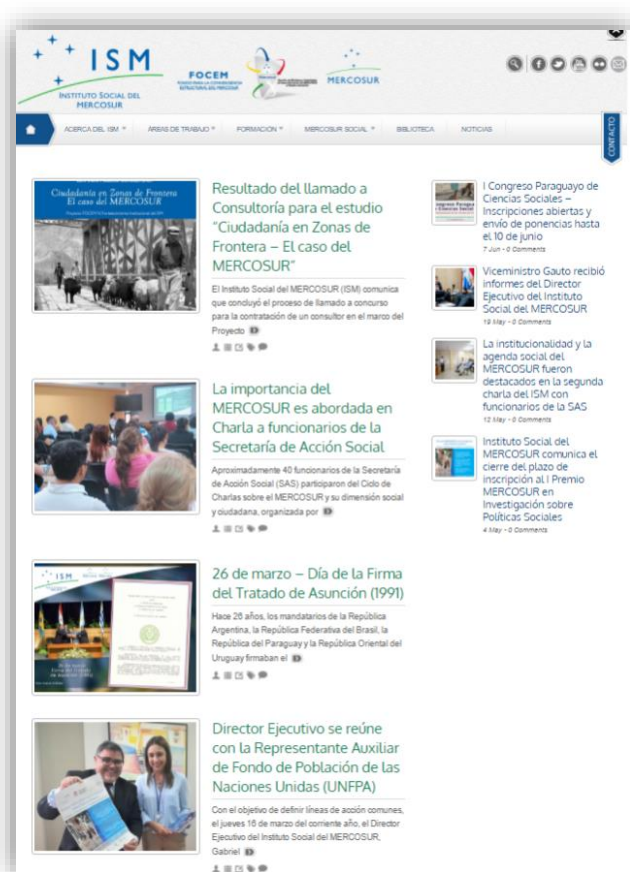 ISM
INSTITUTO SOCIAL DEL
MERCOSUR
FOCEM
MERCOSUR
ACERCA DEL ISM
ÁREAS DE TRABAJO
FORMACIÓN
MERCOSUR SOCIAL
BIBLIOTECA
NOTICIAS
CONTACTO
Ciudadanía en Zonas de Frontera
El caso del MERCOSUR
Resultado del llamado a
Consultoría para el estudio
"Ciudadanía en Zonas de
Frontera – El caso del
MERCOSUR"
El Instituto Social del MERCOSUR (ISM) comunica
que concluyó el proceso de llamado a concurso
para la contratación de un consultor en el marco del
Proyecto
La importancia del
MERCOSUR es abordada en
Charla a funcionarios de la
Secretaría de Acción Social
Aproximadamente 40 funcionarios de la Secretaría
de Acción Social (SAS) participaron del Ciclo de
Charlas sobre el MERCOSUR y su dimensión social
y ciudadana, organizada por
ISM
26 de marzo – Día de la Firma
del Tratado de Asunción (1991)
Hace 26 años, los mandatarios de la República
Argentina, la República Federativa del Brasil, la
República del Paraguay y la República Oriental del
Uruguay firmaban el
Director Ejecutivo se reúne
con la Representante Auxiliar
de Fondo de Población de las
Naciones Unidas (UNFPA)
Con el objetivo de definir líneas de acción comunes,
el jueves 16 de marzo del corriente año, el Director
Ejecutivo del Instituto Social del MERCOSUR,
Gabriel
I Congreso Paraguayo de
Ciencias Sociales –
Inscripciones abiertas y
envío de ponencias hasta
el 10 de junio
7 Jun - 0 Comments
Viceministro Gauto recibió
informes del Director
Ejecutivo del Instituto
Social del MERCOSUR
19 May - 0 Comments
La institucionalidad y la
agenda social del
MERCOSUR fueron
destacados en la segunda
charla del ISM con
funcionarios de la SAS
12 May - 0 Comments
Instituto Social del
MERCOSUR comunica el
cierre del plazo de
inscripción al I Premio
MERCOSUR en
Investigación sobre
Políticas Sociales
4 May - 0 Comments